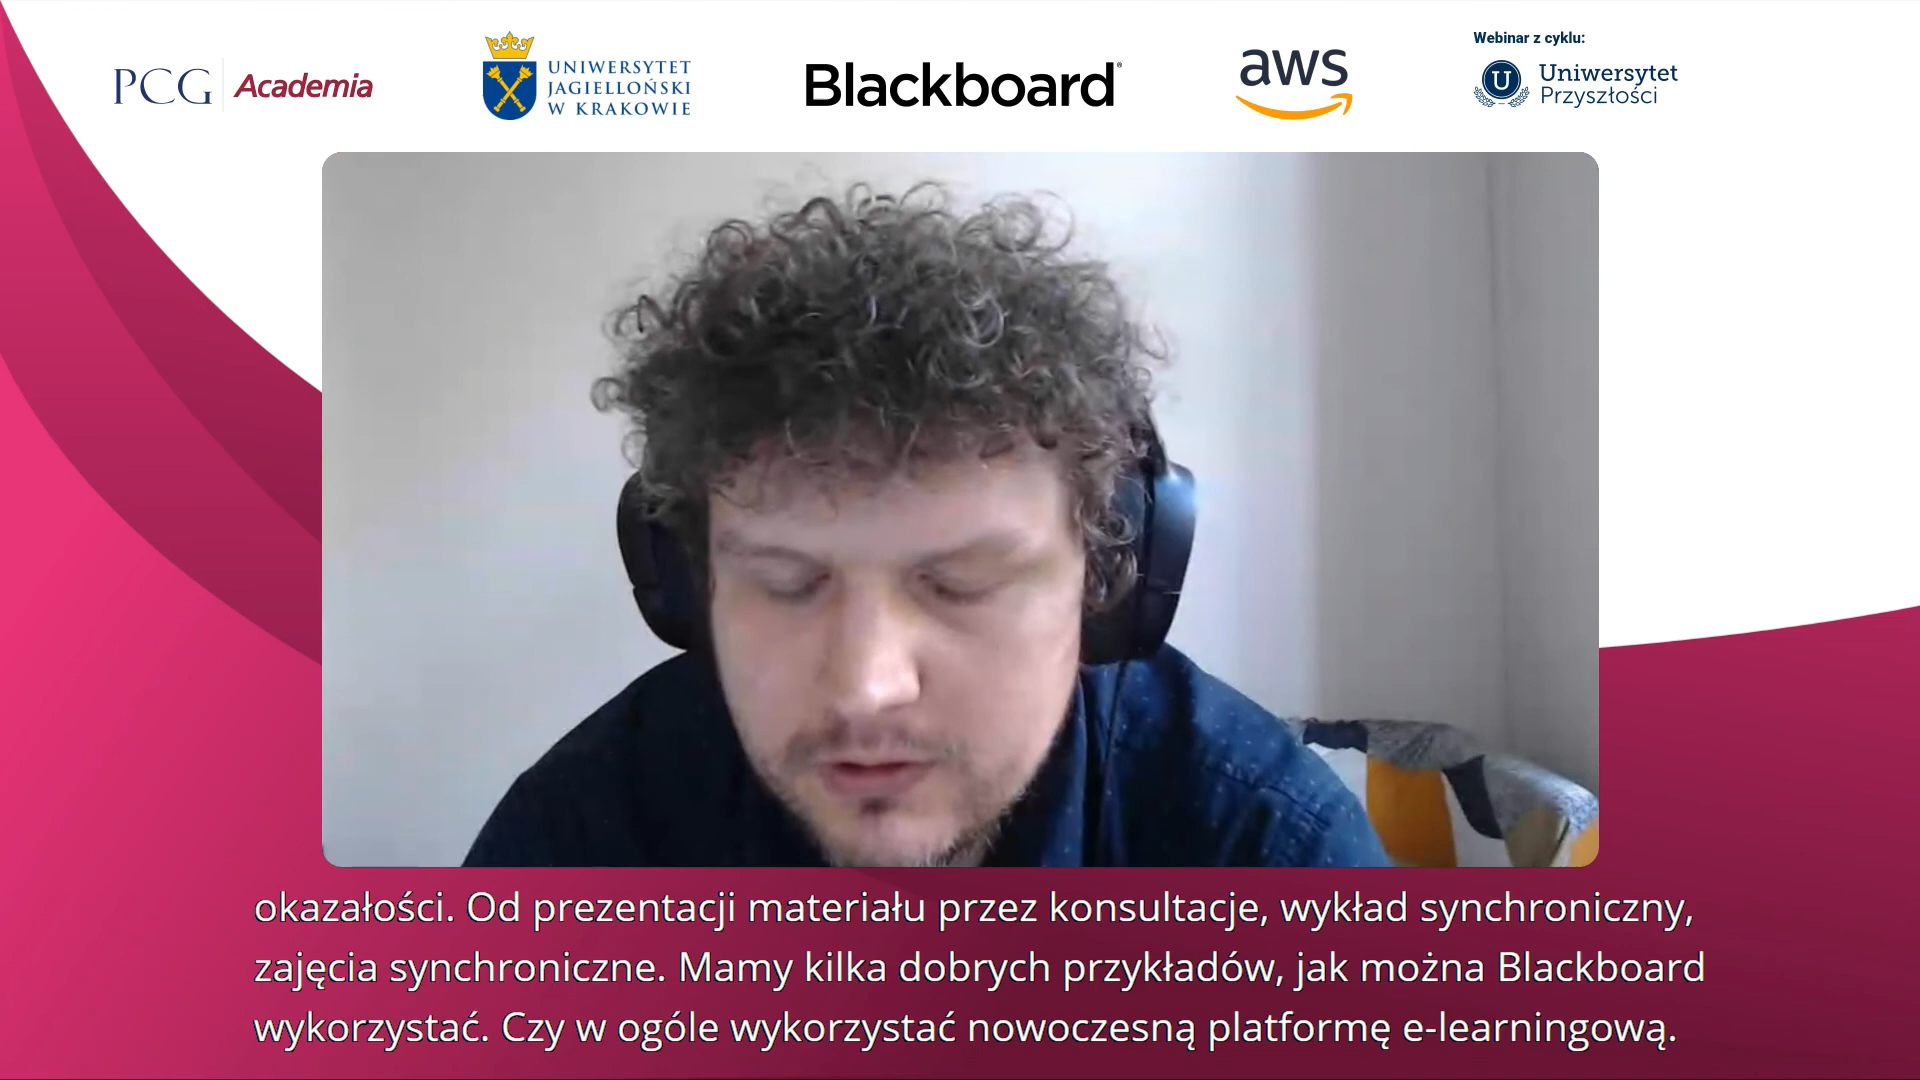 PCG Academia
UNIWERSYTET
JAGIELLOŃSKI
W KRAKOWIE
Blackboard
aws
Webinar z cyklu:
U
Uniwersytet
Przyszłości
okazałości. Od prezentacji materiału przez konsultacje, wykład synchroniczny,
zajęcia synchroniczne. Mamy kilka dobrych przykładów, jak można Blackboard
wykorzystać. Czy w ogóle wykorzystać nowoczesną platformę e-learningową.